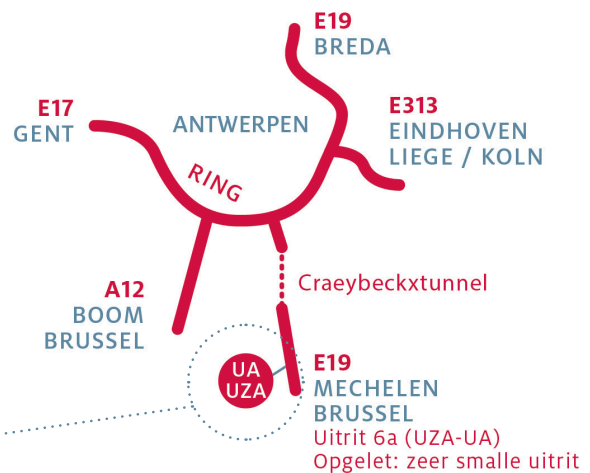 E19
BREDA
E17
GENT
ANTWERPEN
E313
EINDHOVEN
LIEGE / KOLN
RING
Craeybeckxtunnel
A12
BOOM
BRUSSEL
UA
UZA
E19
MECHELEN
BRUSSEL
Uitrit 6a (UZA-UA)
Opgelet: zeer smalle uitrit